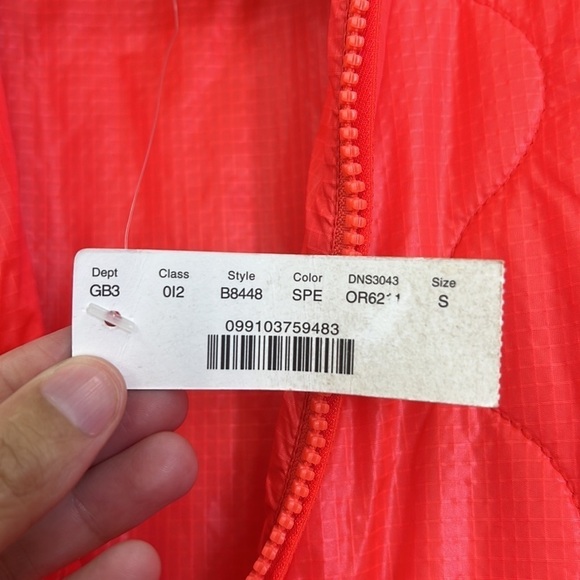 Dept Class Style Color DNS3043 Size
GB3 0I2 B8448 SPE S
099103759483